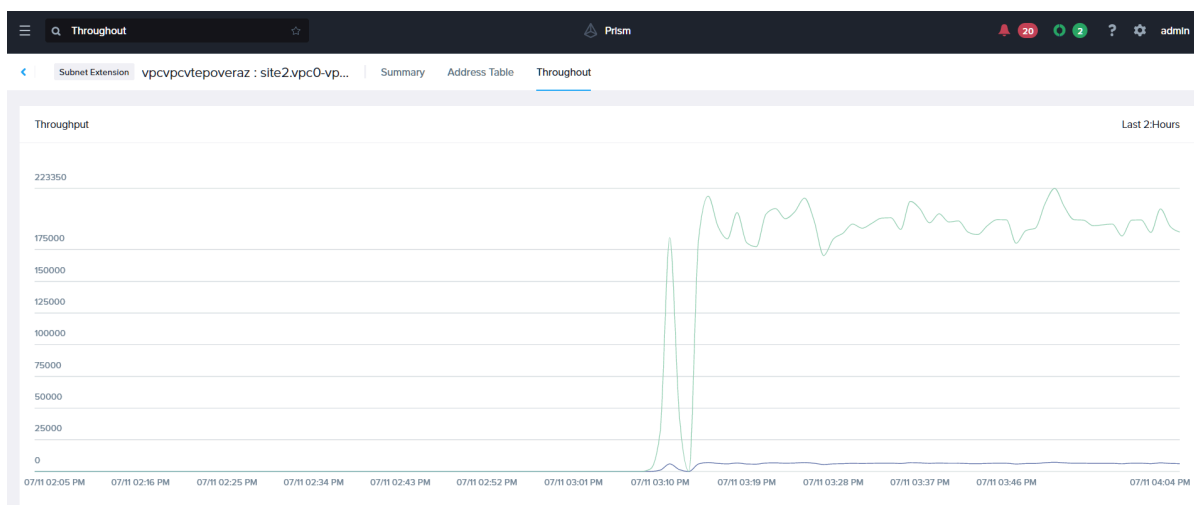 Throughout
Prism
20
2
?
admin
Subnet Extension
vpcvpcvtepoveraz : site2.vpc0-vp...
Summary
Address Table
Throughout
Throughput
Last 2:Hours
223350
175000
150000
125000
100000
75000
50000
25000
0
07/11 02:05 PM
07/11 02:16 PM
07/11 02:25 PM
07/11 02:34 PM
07/11 02:43 PM
07/11 02:52 PM
07/11 03:01 PM
07/11 03:10 PM
07/11 03:19 PM
07/11 03:28 PM
07/11 03:37 PM
07/11 03:46 PM
07/11 04:04 PM